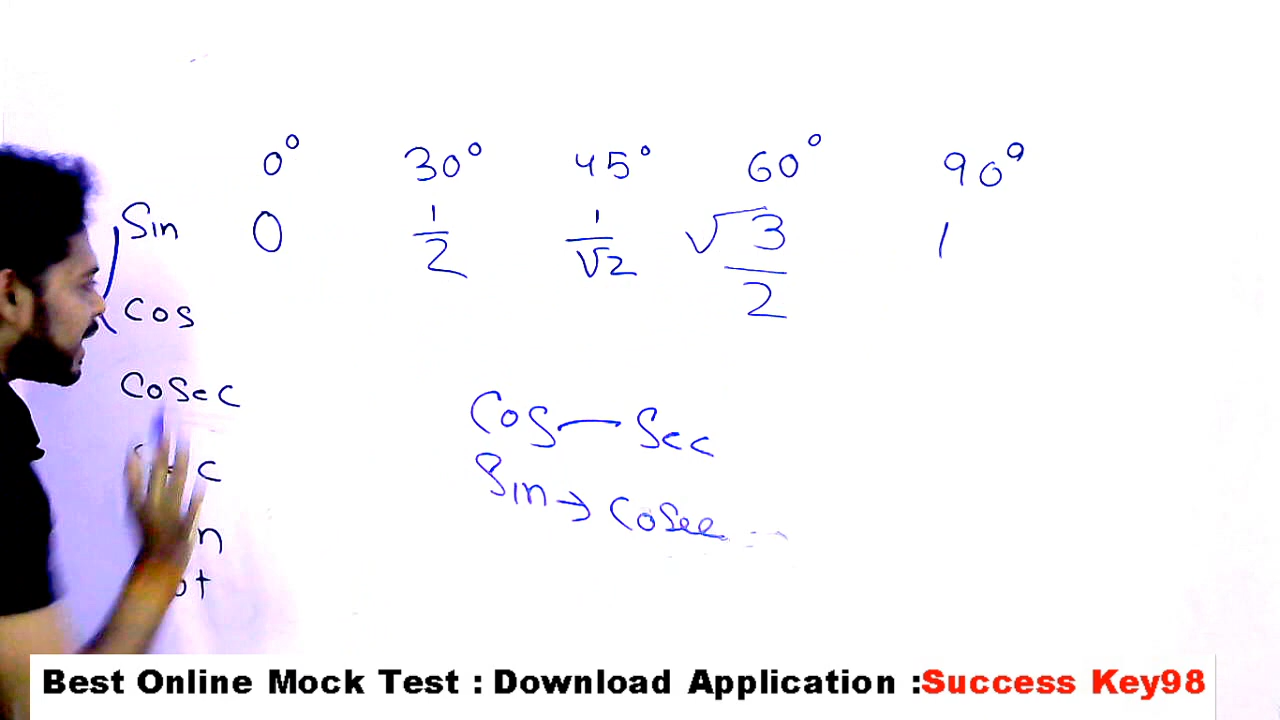 0° 30° 45° 60° 90°
Sin 0 1/2 1/√2 √3/2 1
Cos
Cosec
Cos — Sec
Sin → Cosec
Best Online Mock Test : Download Application :Success Key98